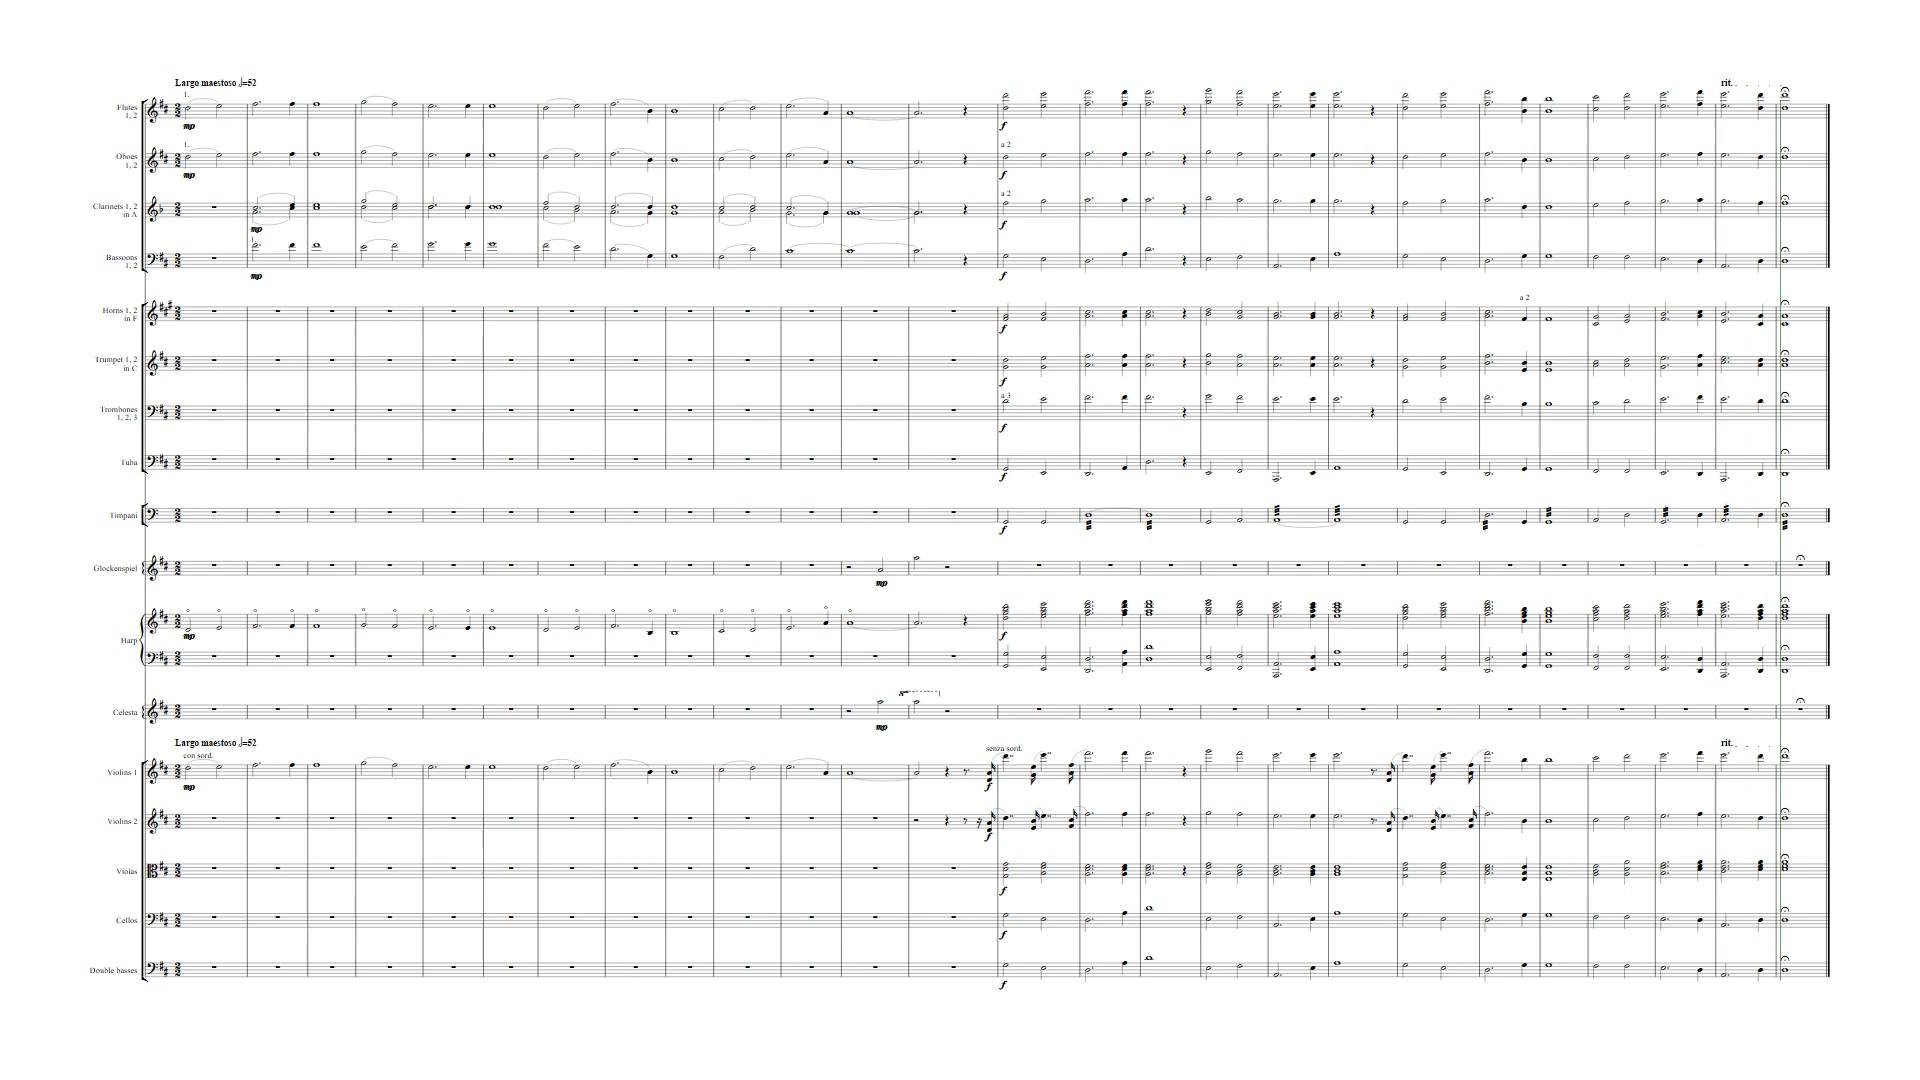 Largo maestoso 𝅗𝅥=52
rit.
1.
Flutes
1, 2
mp
f
1.
a 2
Oboes
1, 2
mp
f
a 2
Clarinets 1, 2
in A
mp
f
1.
Bassoons
1, 2
mp
f
a 2
Horns 1, 2
in F
f
Trumpet 1, 2
in C
f
a 3
Trombones
1, 2, 3
f
Tuba
f
Timpani
f
Glockenspiel
mp
Harp
mp
f
8
Celesta
mp
Largo maestoso 𝅗𝅥=52
rit.
con sord.
senza sord.
Violins 1
mp
f
Violins 2
f
Violas
f
Cellos
f
Double basses
f